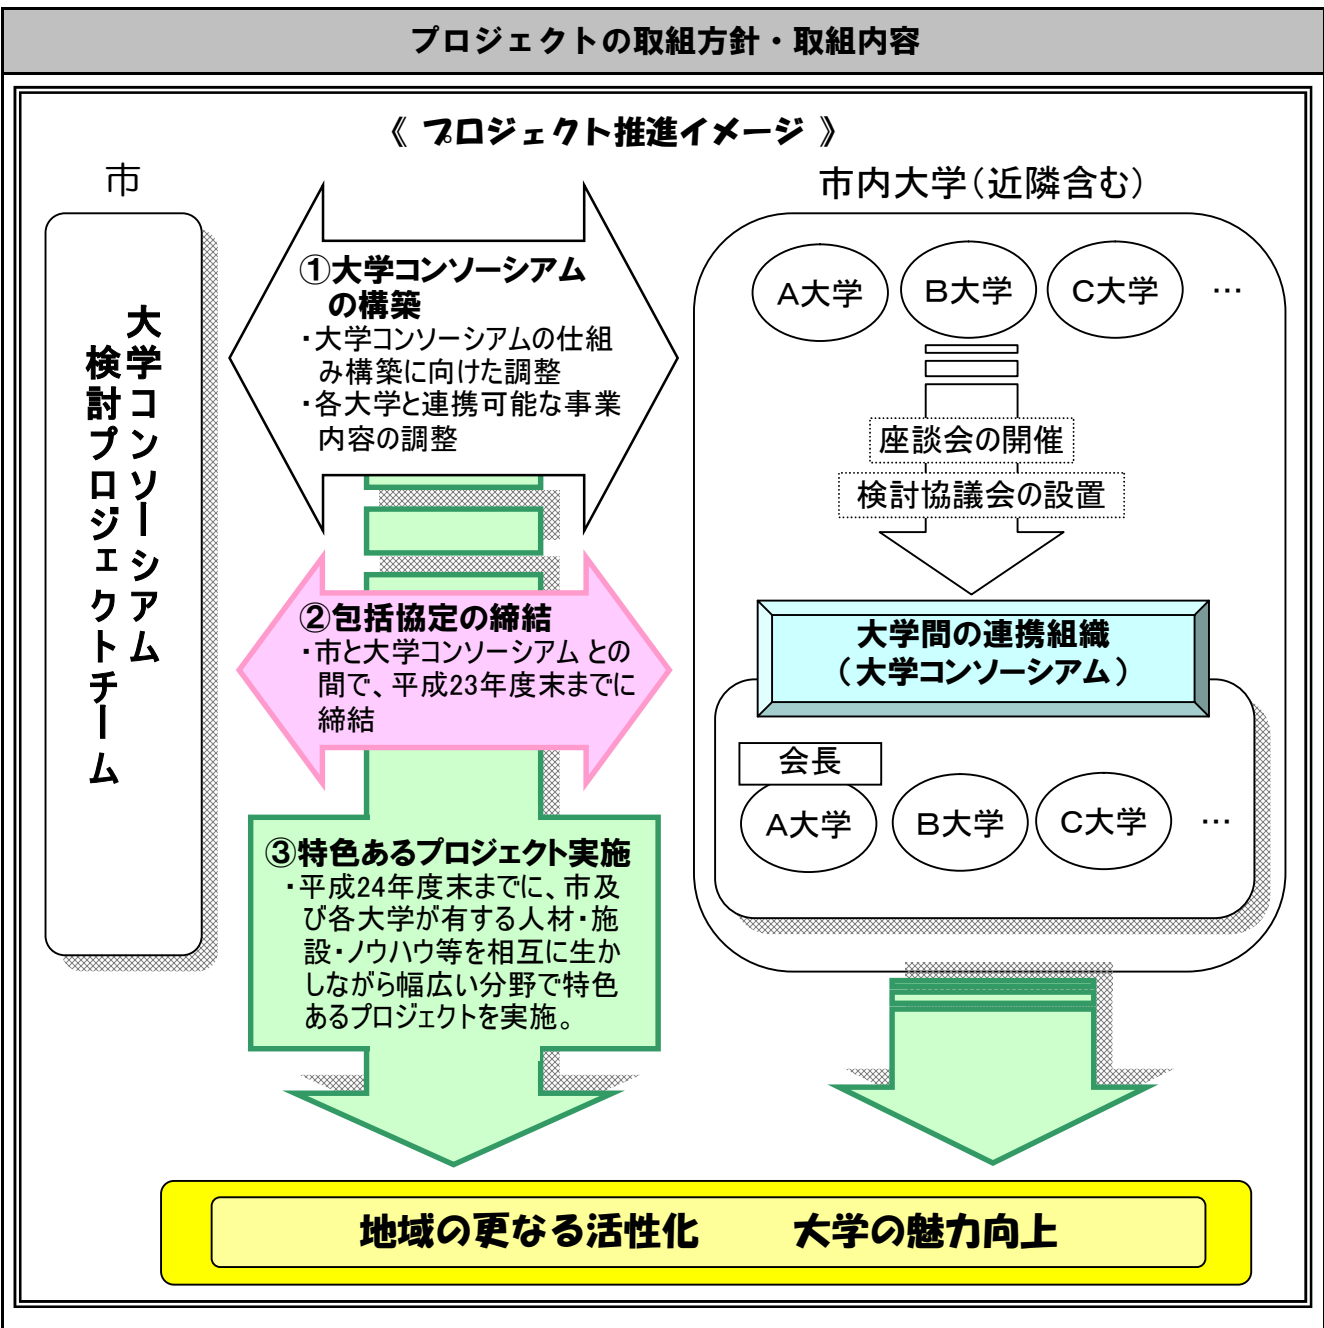 プロジェクトの取組方針・取組内容
《 プロジェクト推進イメージ 》
市
大学コンソーシアム
検討プロジェクトチーム
①大学コンソーシアム
の構築
・大学コンソーシアムの仕組
み構築に向けた調整
・各大学と連携可能な事業
内容の調整
②包括協定の締結
・市と大学コンソーシアム との
間で、平成23年度末までに
締結
③特色あるプロジェクト実施
・平成24年度末までに、市及
び各大学が有する人材・施
設・ノウハウ等を相互に生か
しながら幅広い分野で特色
あるプロジェクトを実施。
市内大学（近隣含む）
A大学
B大学
C大学
…
座談会の開催
検討協議会の設置
大学間の連携組織
（大学コンソーシアム）
会長
A大学
B大学
C大学
…
地域の更なる活性化　　大学の魅力向上